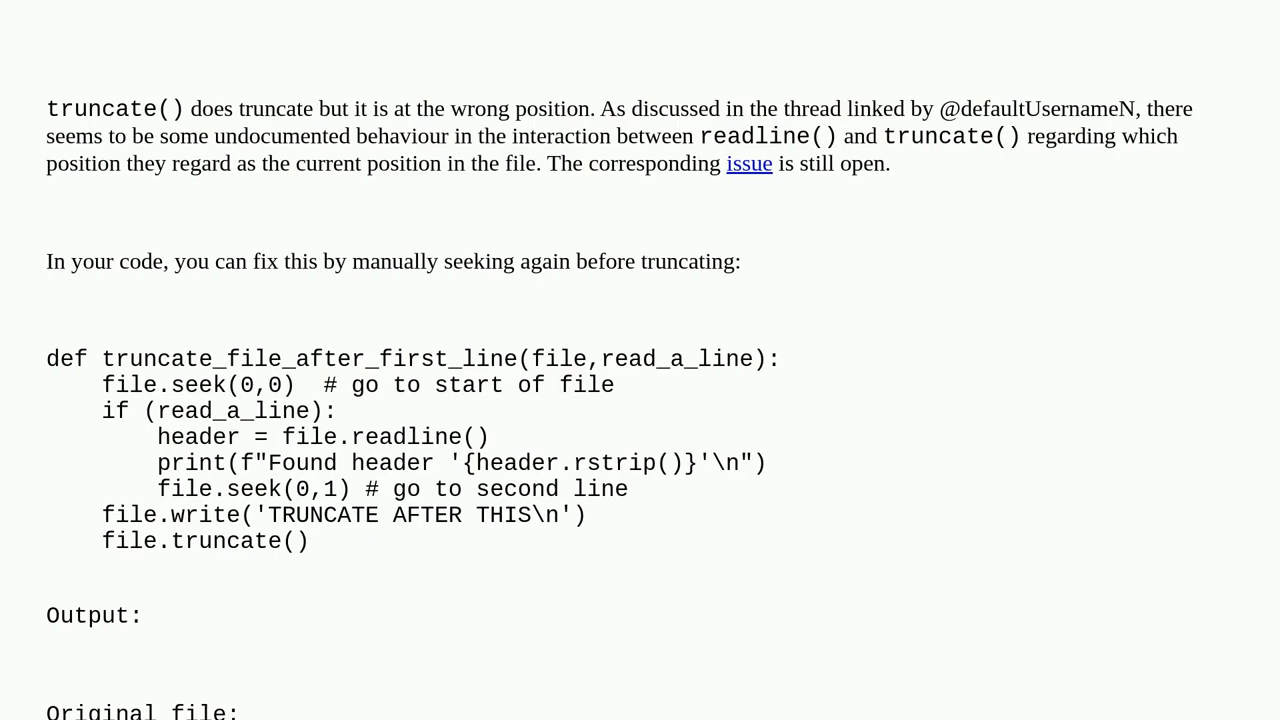 truncate() does truncate but it is at the wrong position. As discussed in the thread linked by @defaultUsernameN, there
seems to be some undocumented behaviour in the interaction between readline() and truncate() regarding which
position they regard as the current position in the file. The corresponding issue is still open.
In your code, you can fix this by manually seeking again before truncating:
def truncate_file_after_first_line(file,read_a_line):
    file.seek(0,0)  # go to start of file
    if (read_a_line):
        header = file.readline()
        print(f"Found header '{header.rstrip()}'\n")
        file.seek(0,1) # go to second line
    file.write('TRUNCATE AFTER THIS\n')
    file.truncate()
Output:
Original file: